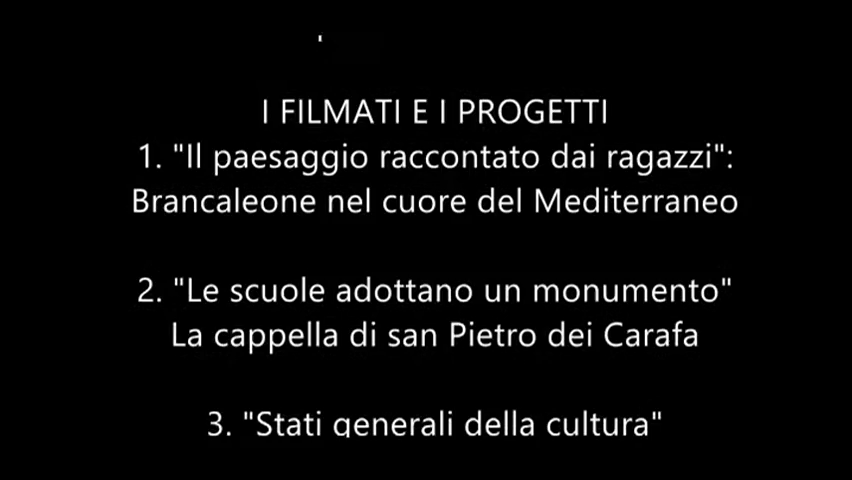 I FILMATI E I PROGETTI
1. "Il paesaggio raccontato dai ragazzi":
Brancaleone nel cuore del Mediterraneo
2. "Le scuole adottano un monumento"
La cappella di san Pietro dei Carafa
3. "Stati generali della cultura"